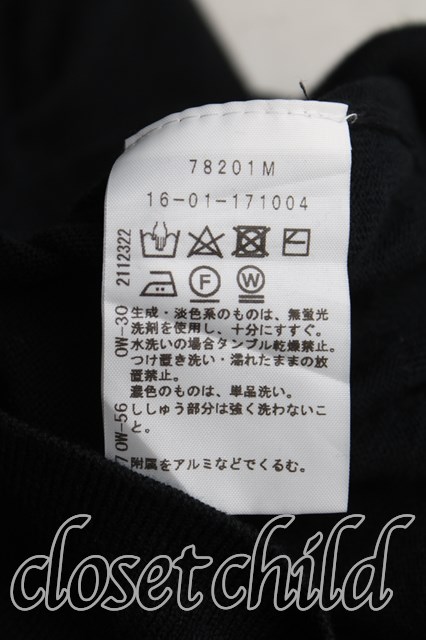 78201M
16-01-171004
F W
生成・淡色系のものは、無蛍光
洗剤を使用し、十分にすすぐ。
水洗いの場合タンブル乾燥禁止。
つけ置き洗い・濡れたままの放
置禁止。
濃色のものは、単品洗い。
ししゅう部分は強く洗わないこ
と。
附属をアルミなどでくるむ。
70W-56 0W-30 2112322
closet child